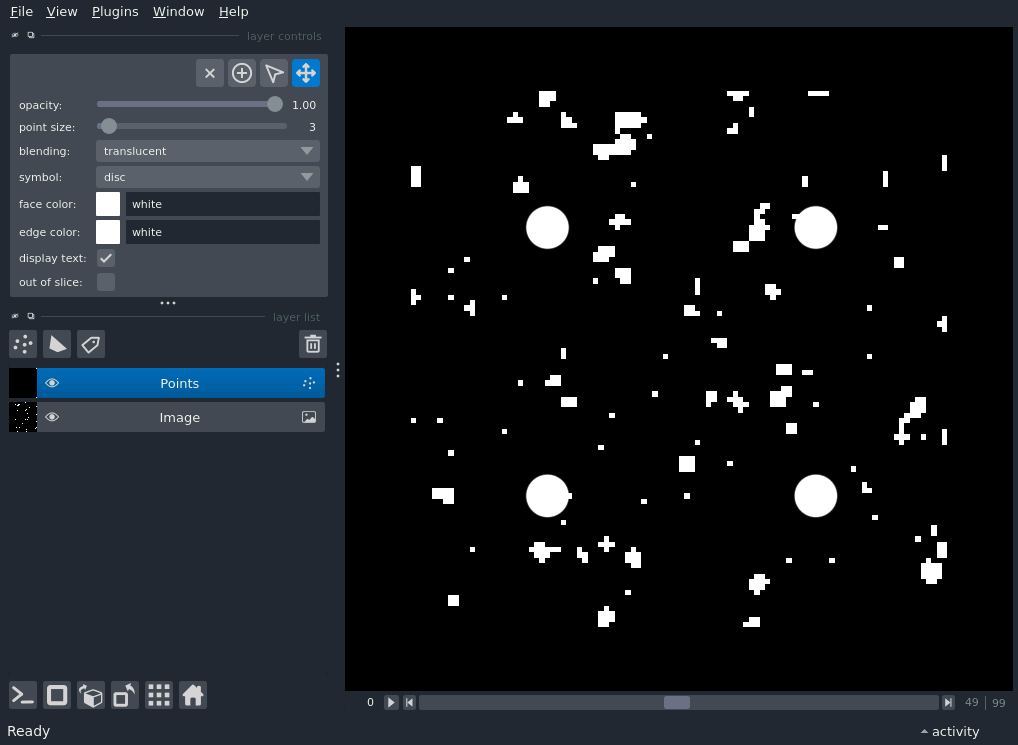 File View Plugins Window Help
layer controls
opacity: 1.00
point size: 3
blending: translucent
symbol: disc
face color: white
edge color: white
display text:
out of slice:
layer list
Points
Image
0 49 99
Ready activity